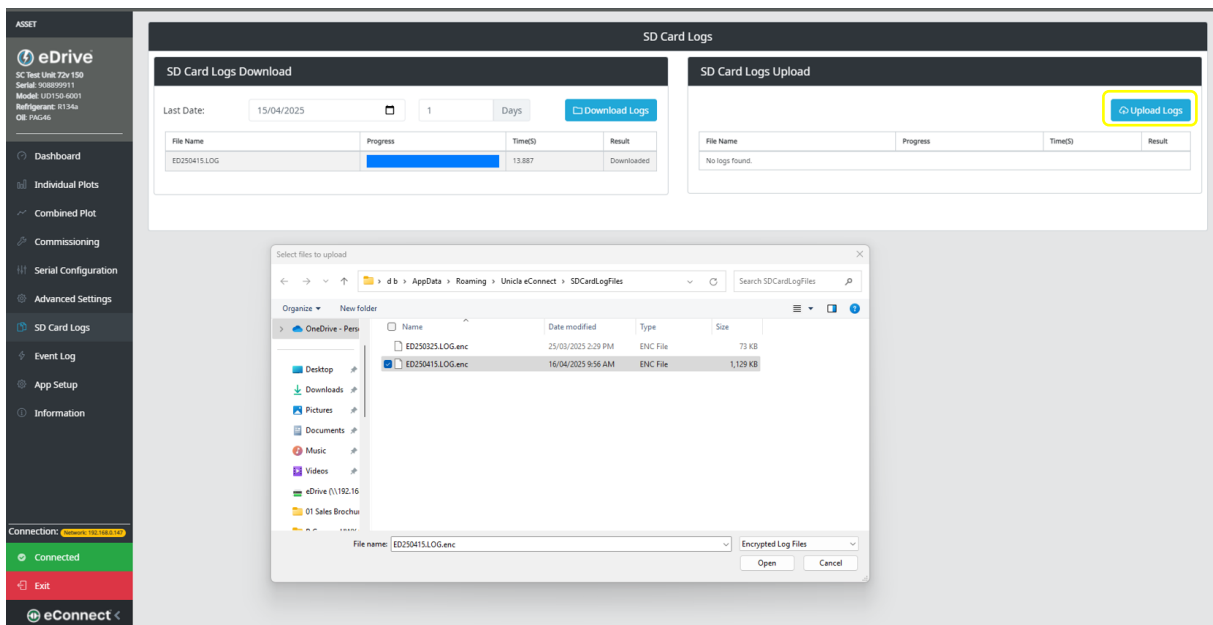 ASSET
eDrive
SC Test Unit 72v 150
Serial: 908899911
Model: UD150-6001
Refrigerant: R134a
Oil: PAG46
Dashboard
Individual Plots
Combined Plot
Commissioning
Serial Configuration
Advanced Settings
SD Card Logs
Event Log
App Setup
Information
Connection: Network: 192.168.0.147
Connected
Exit
eConnect <
SD Card Logs
SD Card Logs Download
Last Date: 15/04/2025 1 Days Download Logs
File Name Progress Time(S) Result
ED250415.LOG 13.887 Downloaded
SD Card Logs Upload
Upload Logs
File Name Progress Time(S) Result
No logs found.
Select files to upload
d b > AppData > Roaming > Unicla eConnect > SDCardLogFiles
Search SDCardLogFiles
Organize New folder
OneDrive - Pers
Desktop
Downloads
Pictures
Documents
Music
Videos
eDrive (\\192.16
01 Sales Brochu
Name Date modified Type Size
ED250325.LOG.enc 25/03/2025 2:29 PM ENC File 73 KB
ED250415.LOG.enc 16/04/2025 9:56 AM ENC File 1,129 KB
File name: ED250415.LOG.enc Encrypted Log Files
Open Cancel